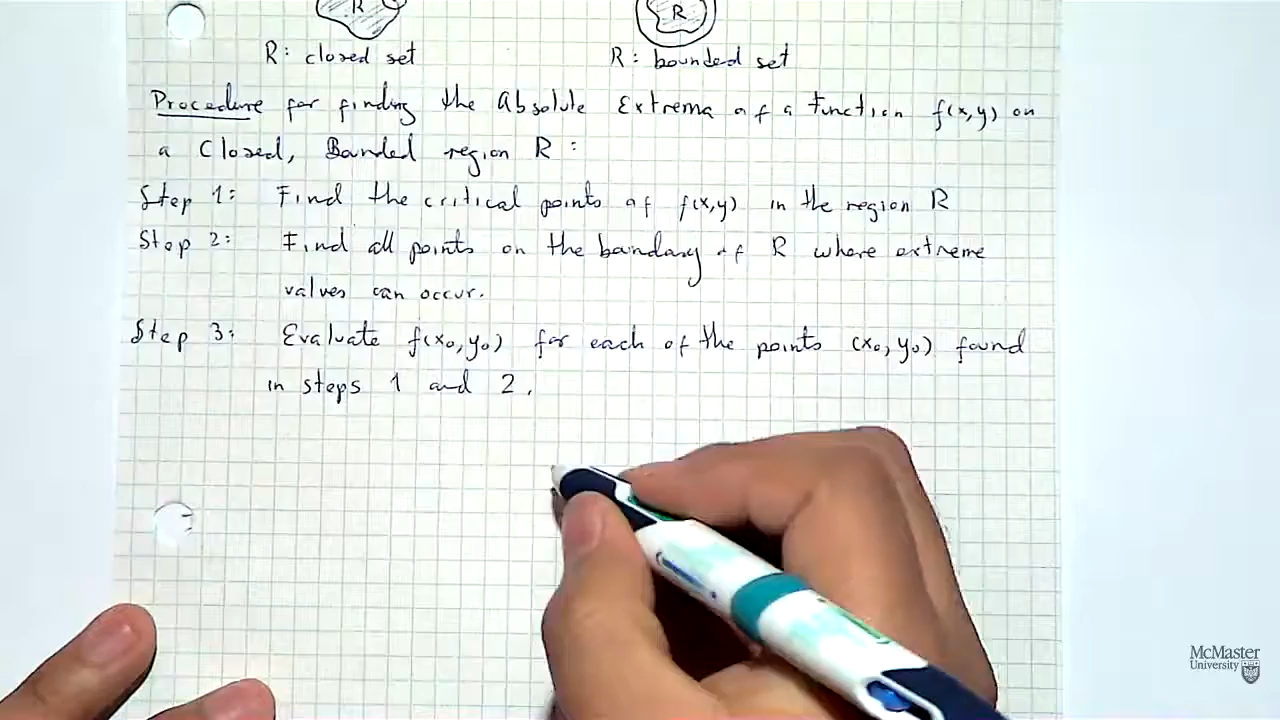 R
R
R: closed set
R: bounded set
Procedure for finding the Absolute Extrema of a Function f(x,y) on
a Closed, Bounded region R :
Step 1: Find the critical points of f(x,y) in the region R
Step 2: Find all points on the boundary of R where extreme
values can occur.
Step 3: Evaluate f(x₀,y₀) for each of the points (x₀,y₀) found
in steps 1 and 2.
McMaster
University